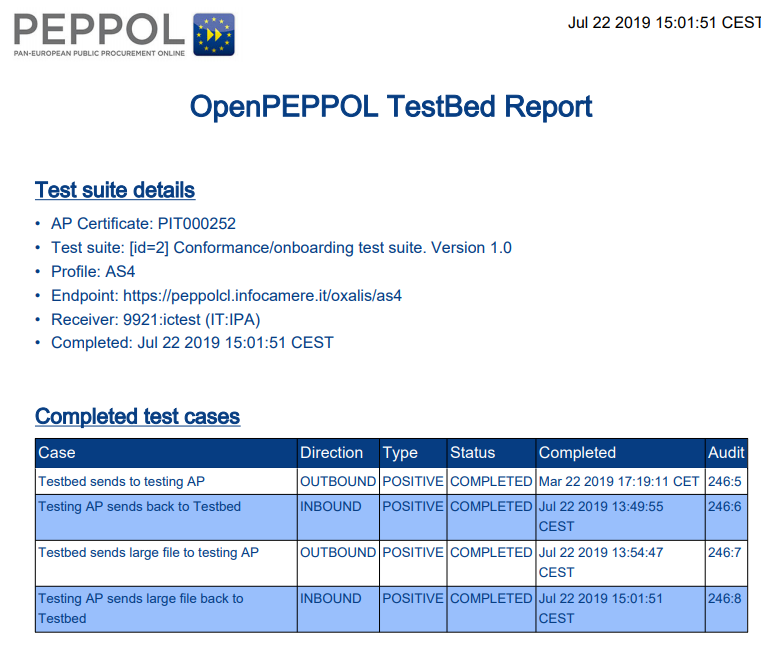 PEPPOL
PAN-EUROPEAN PUBLIC PROCUREMENT ONLINE
Jul 22 2019 15:01:51 CEST
OpenPEPPOL TestBed Report
Test suite details
• AP Certificate: PIT000252
• Test suite: [id=2] Conformance/onboarding test suite. Version 1.0
• Profile: AS4
• Endpoint: https://peppolcl.infocamere.it/oxalis/as4
• Receiver: 9921:ictest (IT:IPA)
• Completed: Jul 22 2019 15:01:51 CEST
Completed test cases
Case Direction Type Status Completed Audit
Testbed sends to testing AP OUTBOUND POSITIVE COMPLETED Mar 22 2019 17:19:11 CET 246:5
Testing AP sends back to Testbed INBOUND POSITIVE COMPLETED Jul 22 2019 13:49:55 246:6
CEST
Testbed sends large file to testing AP OUTBOUND POSITIVE COMPLETED Jul 22 2019 13:54:47 246:7
CEST
Testing AP sends large file back to INBOUND POSITIVE COMPLETED Jul 22 2019 15:01:51 246:8
Testbed CEST